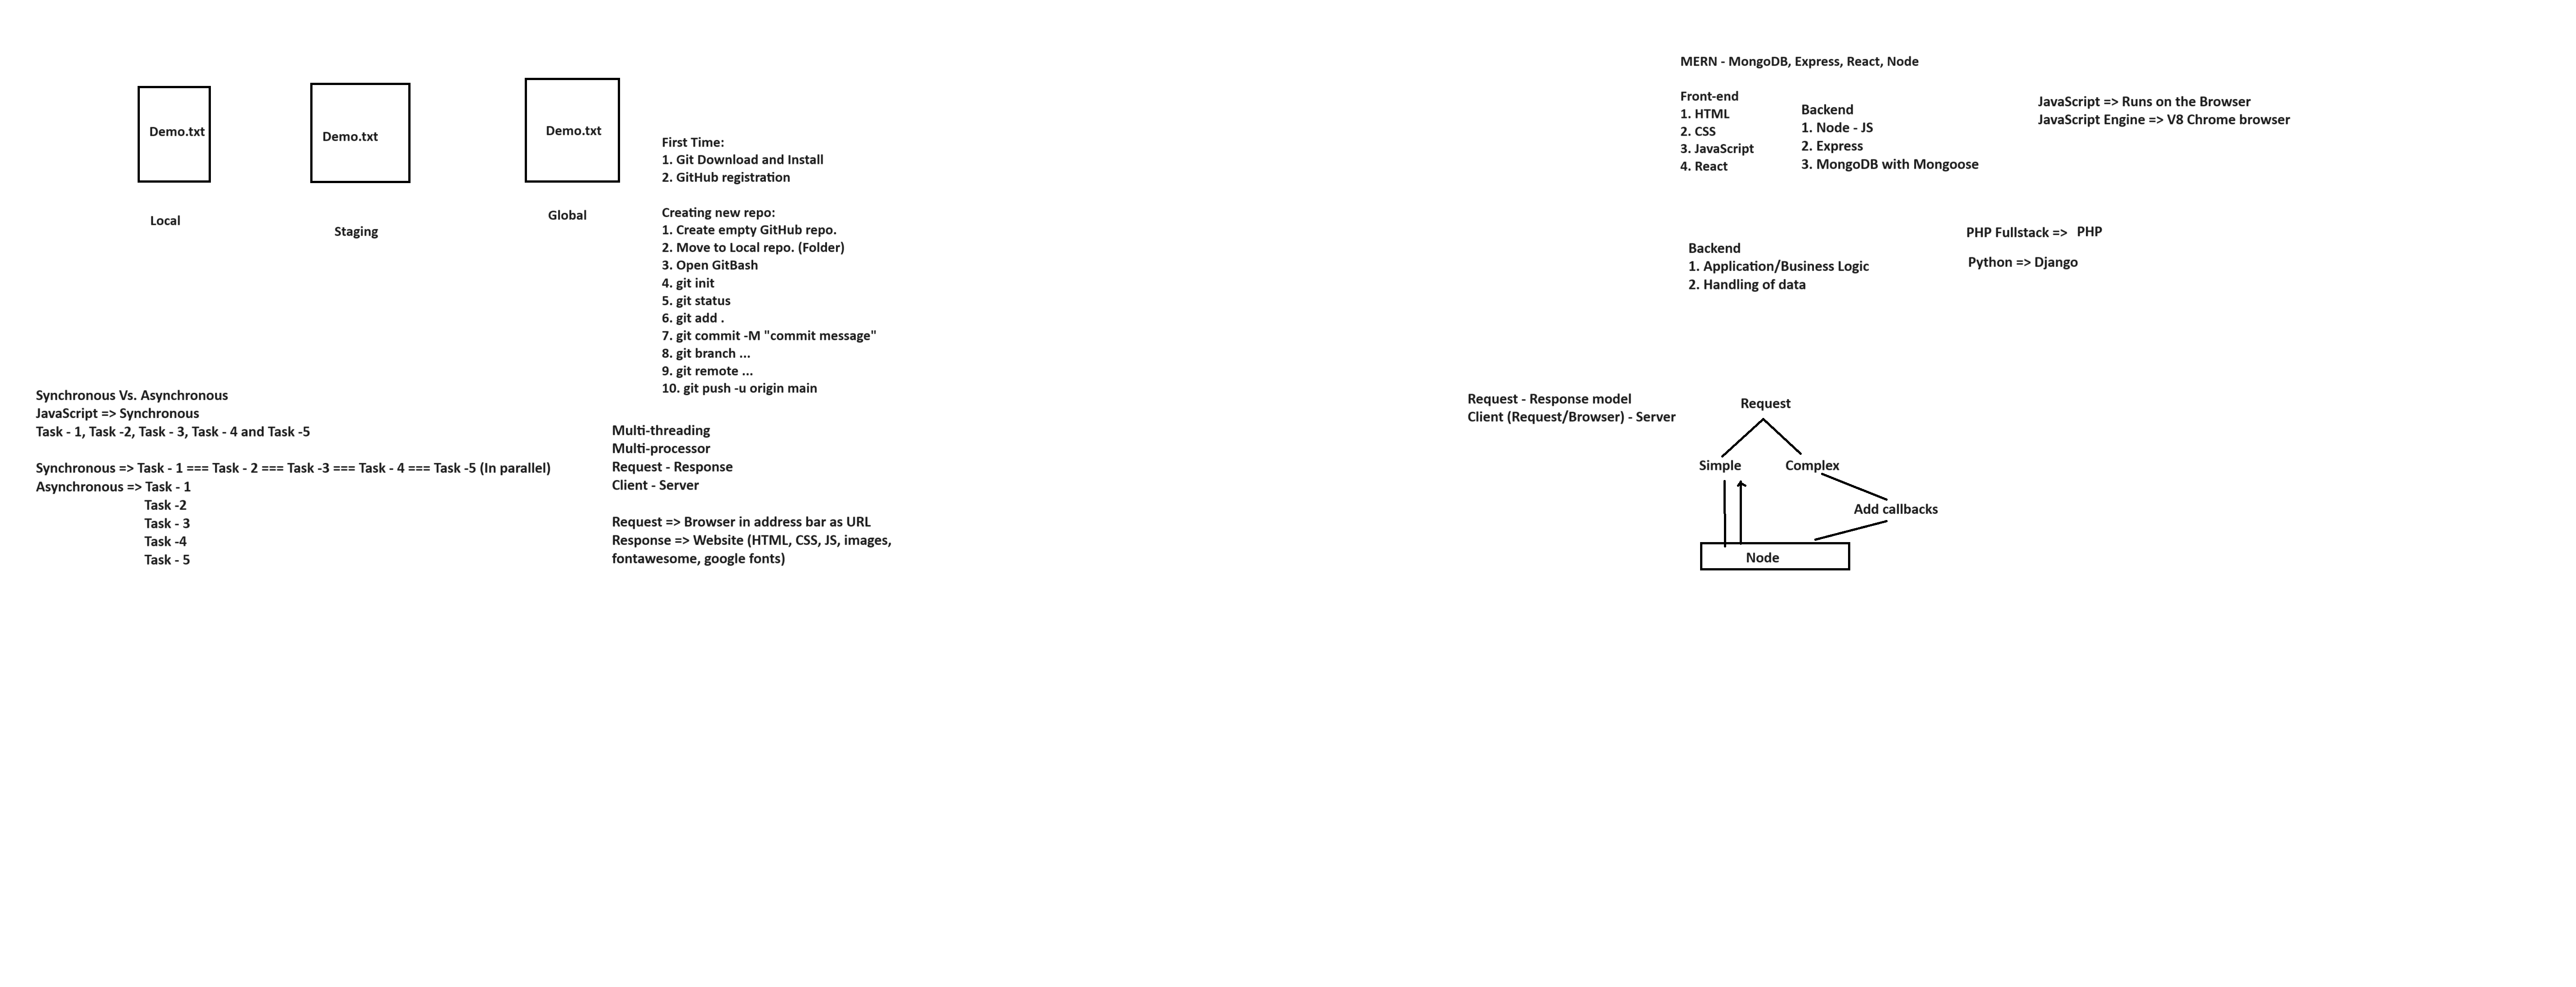 Demo.txt
Demo.txt
Demo.txt
Local
Staging
Global
First Time:
1. Git Download and Install
2. GitHub registration
Creating new repo:
1. Create empty GitHub repo.
2. Move to Local repo. (Folder)
3. Open GitBash
4. git init
5. git status
6. git add .
7. git commit -M "commit message"
8. git branch ...
9. git remote ...
10. git push -u origin main
Synchronous Vs. Asynchronous
JavaScript => Synchronous
Task - 1, Task -2, Task - 3, Task - 4 and Task -5
Synchronous => Task - 1 === Task - 2 === Task -3 === Task - 4 === Task -5 (In parallel)
Asynchronous => Task - 1
Task -2
Task - 3
Task -4
Task - 5
Multi-threading
Multi-processor
Request - Response
Client - Server
Request => Browser in address bar as URL
Response => Website (HTML, CSS, JS, images,
fontawesome, google fonts)
MERN - MongoDB, Express, React, Node
Front-end
1. HTML
2. CSS
3. JavaScript
4. React
Backend
1. Node - JS
2. Express
3. MongoDB with Mongoose
JavaScript => Runs on the Browser
JavaScript Engine => V8 Chrome browser
Backend
1. Application/Business Logic
2. Handling of data
PHP Fullstack => PHP
Python => Django
Request - Response model
Client (Request/Browser) - Server
Request
Simple
Complex
Add callbacks
Node